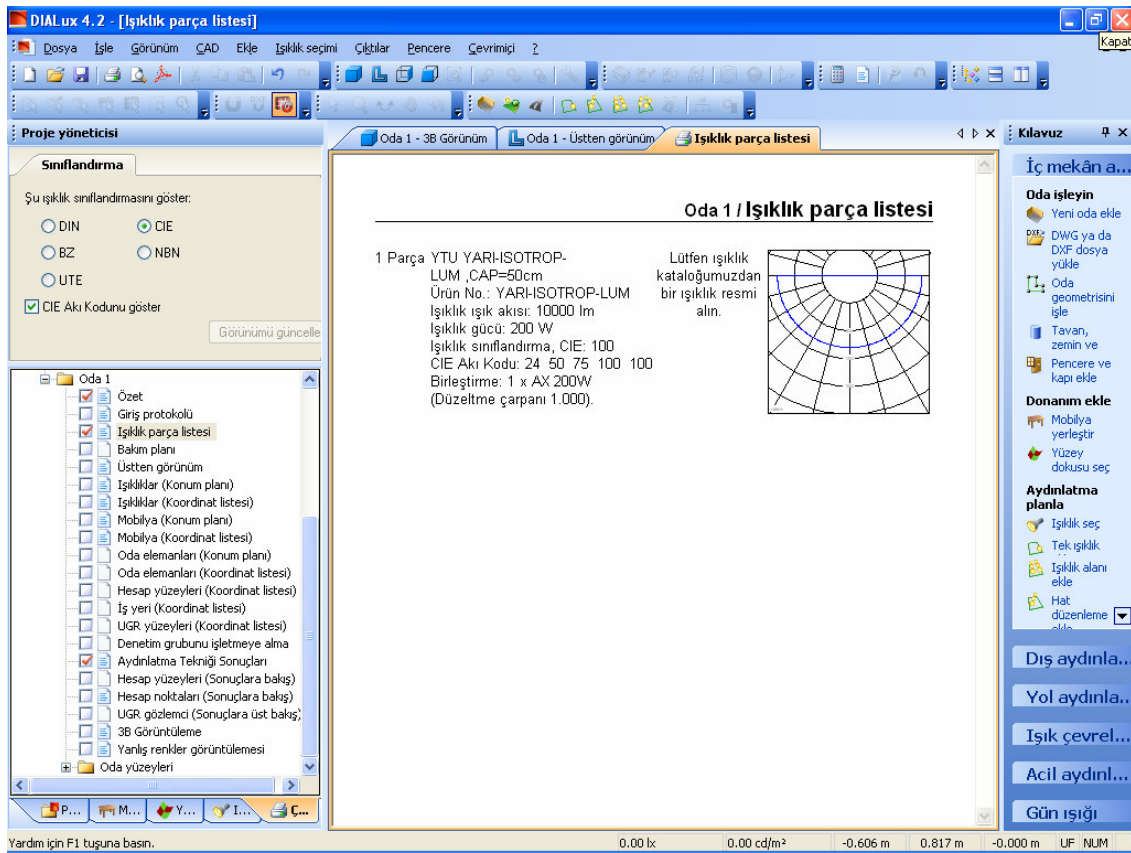 DIALux 4.2 - [Işıklık parça listesi]
Kapat
Dosya İşle Görünüm CAD Ekle Işıklık seçimi Çıktılar Pencere Çevrimiçi ?
Proje yöneticisi
Sınıflandırma
Şu ışıklık sınıflandırmasını göster:
DIN CIE
BZ NBN
UTE
CIE Akı Kodunu göster
Görünümü güncelle
Oda 1
Özet
Giriş protokolü
Işıklık parça listesi
Bakım planı
Üstten görünüm
Işıklıklar (Konum planı)
Işıklıklar (Koordinat listesi)
Mobilya (Konum planı)
Mobilya (Koordinat listesi)
Oda elemanları (Konum planı)
Oda elemanları (Koordinat listesi)
Hesap yüzeyleri (Koordinat listesi)
İş yeri (Koordinat listesi)
UGR yüzeyleri (Koordinat listesi)
Denetim grubunu işletmeye alma
Aydınlatma Tekniği Sonuçları
Hesap yüzeyleri (Sonuçlara bakış)
Hesap noktaları (Sonuçlara bakış)
UGR gözlemci (Sonuçlara üst bakış)
3B Görüntüleme
Yanlış renkler görüntülemesi
Oda yüzeyleri
P... M... Y... I... Ç...
Oda 1 - 3B Görünüm
Oda 1 - Üstten görünüm
Işıklık parça listesi
Oda 1 / Işıklık parça listesi
1 Parça YTU YARI-ISOTROP-
LUM ,CAP=50cm
Ürün No.: YARI-ISOTROP-LUM
Işıklık ışık akısı: 10000 lm
Işıklık gücü: 200 W
Işıklık sınıflandırma, CIE: 100
CIE Akı Kodu: 24 50 75 100 100
Birleştirme: 1 x AX 200W
(Düzeltme çarpanı 1.000).
Lütfen ışıklık
kataloğumuzdan
bir ışıklık resmi
alın.
Kılavuz
İç mekân a...
Oda işleyin
Yeni oda ekle
DWG ya da
DXF dosya
yükle
Oda
geometrisini
işle
Tavan,
zemin ve
Pencere ve
kapı ekle
Donanım ekle
Mobilya
yerleştir
Yüzey
dokusu seç
Aydınlatma
planla
Işıklık seç
Tek ışıklık
Işıklık alanı
ekle
Hat
düzenleme
Dış aydınla...
Yol aydınla...
Işık çevrel...
Acil aydınl...
Gün ışığı
Yardım için F1 tuşuna basın.
0.00 lx 0.00 cd/m² -0.606 m 0.817 m -0.000 m UF NUM